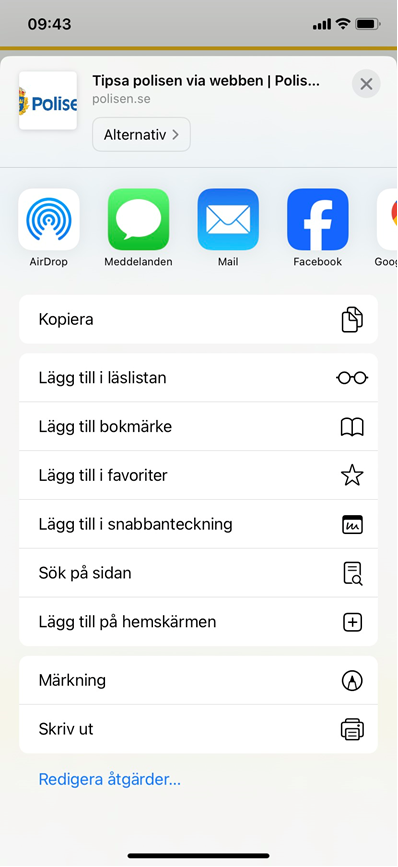 09:43
Tipsa polisen via webben | Polis...
polisen.se
Alternativ
Polise
AirDrop
Meddelanden
Mail
Facebook
Goog
Kopiera
Lägg till i läslistan
Lägg till bokmärke
Lägg till i favoriter
Lägg till i snabbanteckning
Sök på sidan
Lägg till på hemskärmen
Märkning
Skriv ut
Redigera åtgärder...